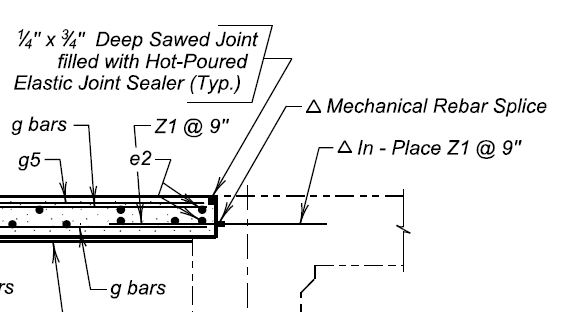 ¼" x ¾" Deep Sawed Joint
filled with Hot-Poured
Elastic Joint Sealer (Typ.)
Δ Mechanical Rebar Splice
g bars
Z1 @ 9"
Δ In - Place Z1 @ 9"
g5
e2
rs
g bars